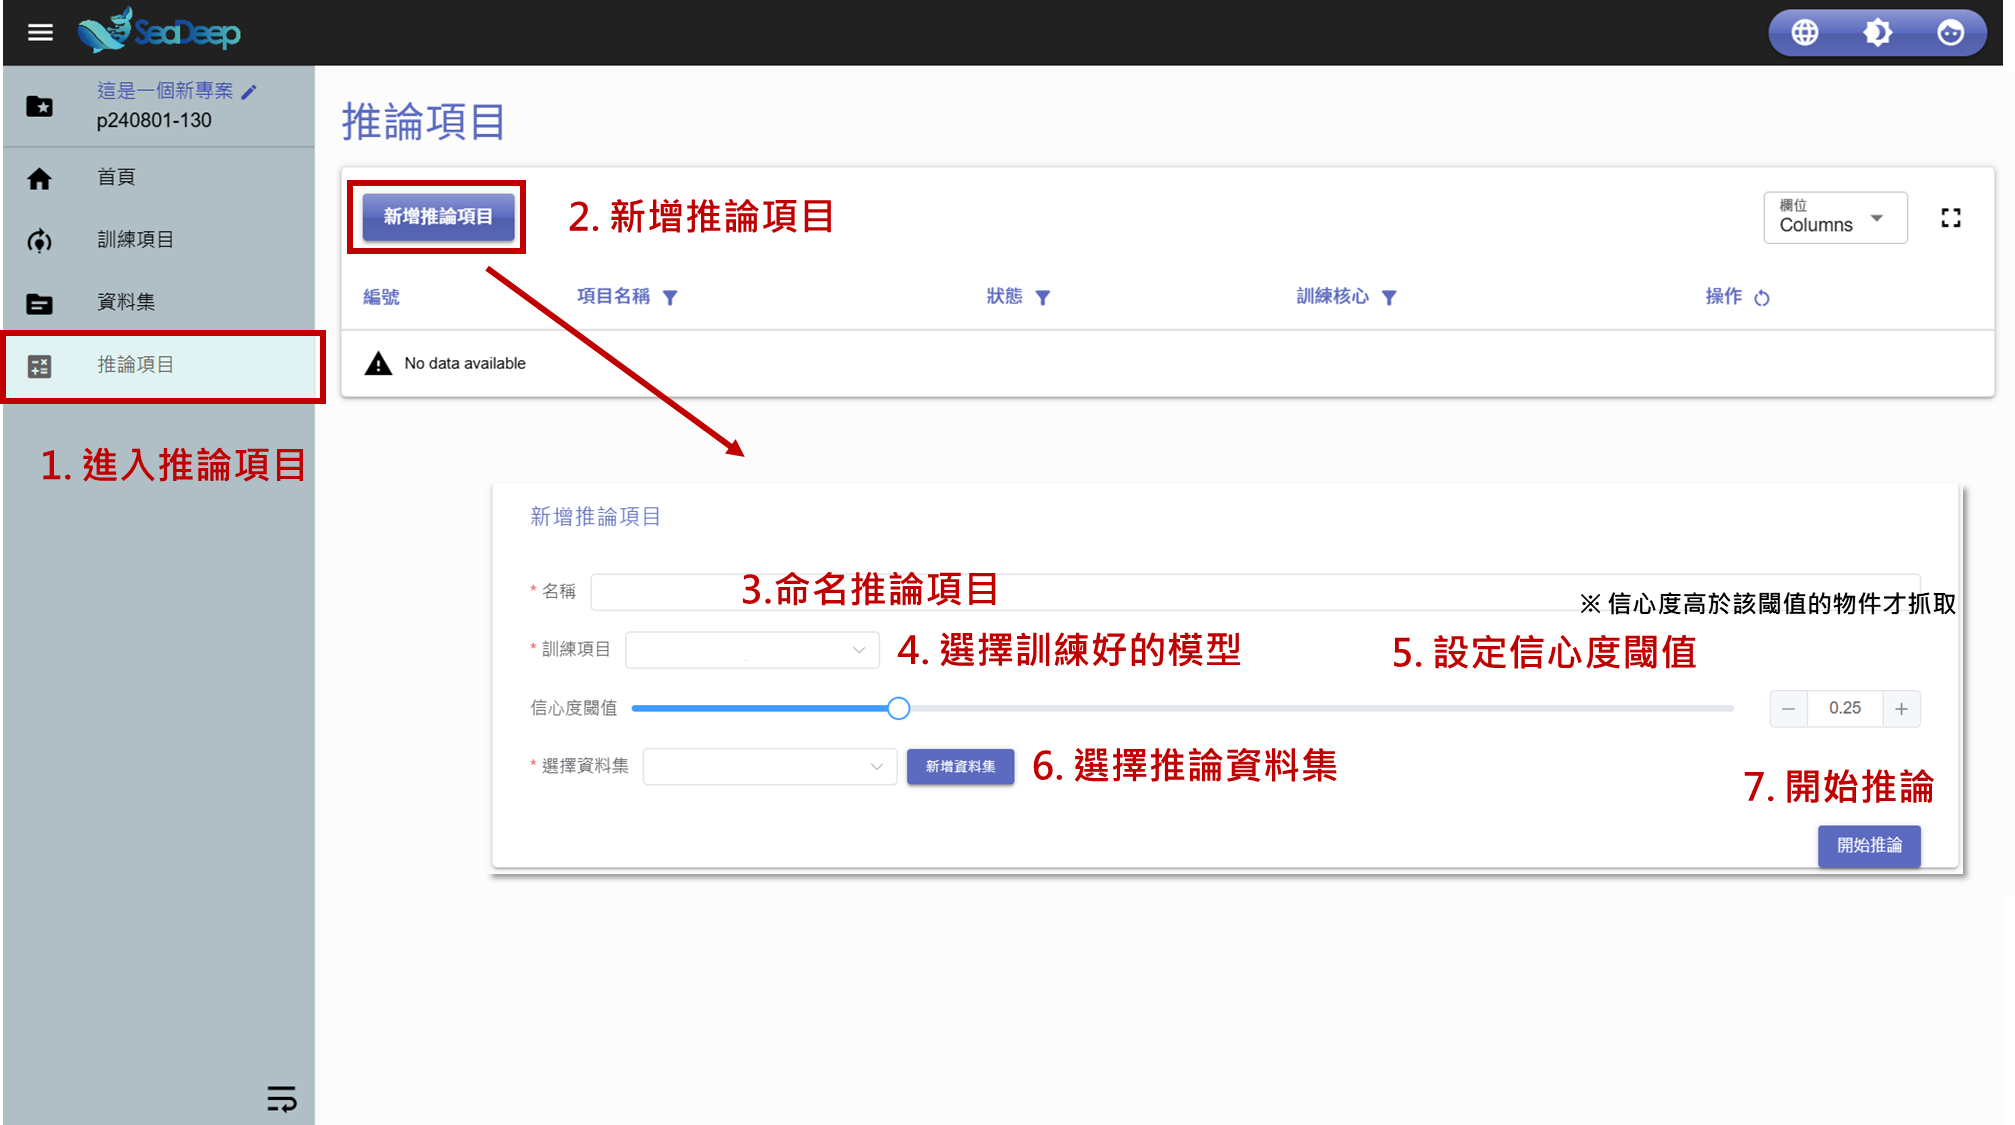 SeaDeep
這是一個新專案
p240801-130
首頁
訓練項目
資料集
推論項目
1. 進入推論項目
推論項目
新增推論項目
2. 新增推論項目
欄位
Columns
編號 項目名稱 狀態 訓練核心 操作
No data available
新增推論項目
* 名稱
3.命名推論項目
※ 信心度高於該閾值的物件才抓取
* 訓練項目
4. 選擇訓練好的模型
5. 設定信心度閾值
信心度閾值
0.25
* 選擇資料集
新增資料集
6. 選擇推論資料集
7. 開始推論
開始推論